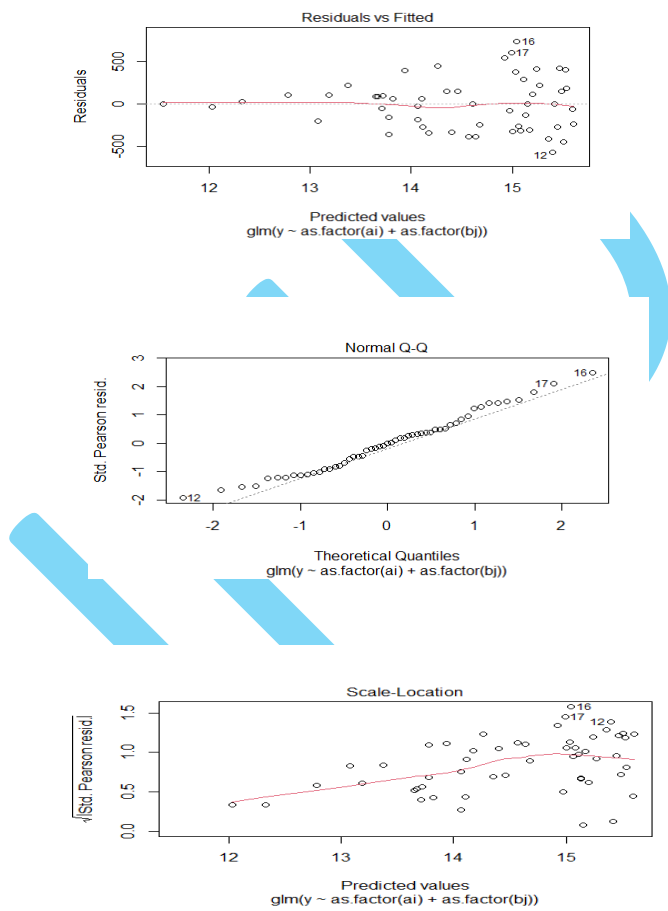 Residuals vs Fitted
Residuals
500
0
-500
16
17
12
12 13 14 15
Predicted values
glm(y ~ as.factor(ai) + as.factor(bj))
Normal Q-Q
Std. Pearson resid.
3
2
1
0
-1
-2
16
17
12
-2 -1 0 1 2
Theoretical Quantiles
glm(y ~ as.factor(ai) + as.factor(bj))
Scale-Location
√|Std. Pearson resid.|
1.5
1.0
0.5
0.0
16
17
12
12 13 14 15
Predicted values
glm(y ~ as.factor(ai) + as.factor(bj))